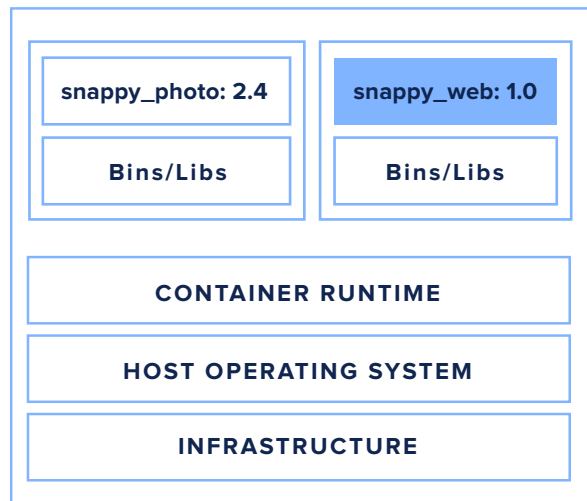 snappy_photo: 2.4
snappy_web: 1.0
Bins/Libs
Bins/Libs
CONTAINER RUNTIME
HOST OPERATING SYSTEM
INFRASTRUCTURE